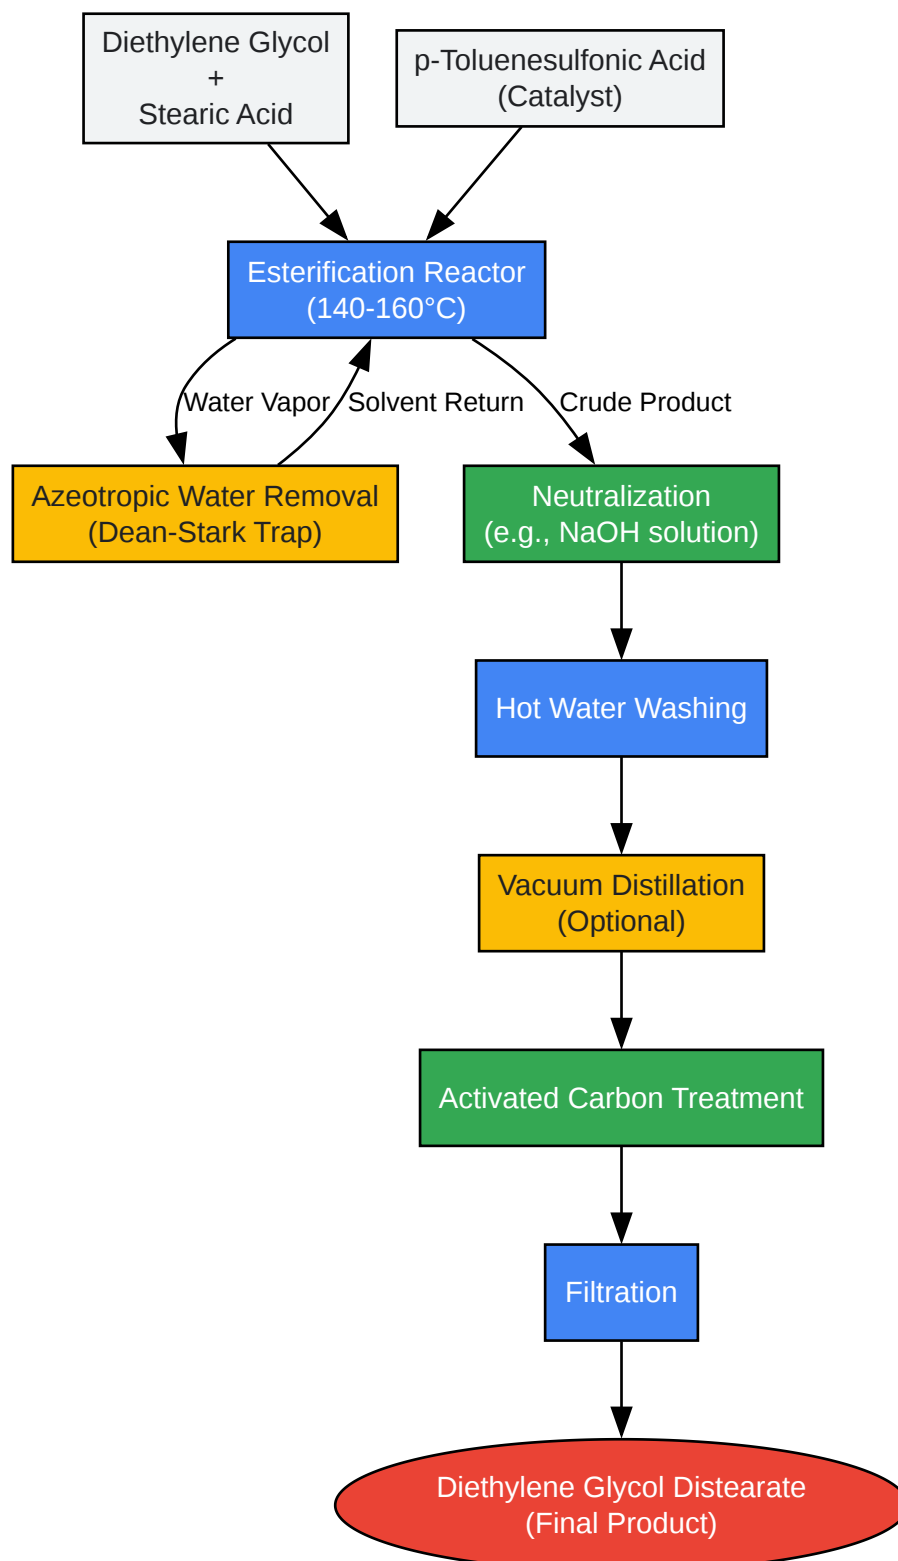 Diethylene Glycol
+
Stearic Acid
p-Toluenesulfonic Acid
(Catalyst)
Esterification Reactor
(140-160°C)
Water Vapor
Solvent Return
Crude Product
Azeotropic Water Removal
(Dean-Stark Trap)
Neutralization
(e.g., NaOH solution)
Hot Water Washing
Vacuum Distillation
(Optional)
Activated Carbon Treatment
Filtration
Diethylene Glycol Distearate
(Final Product)